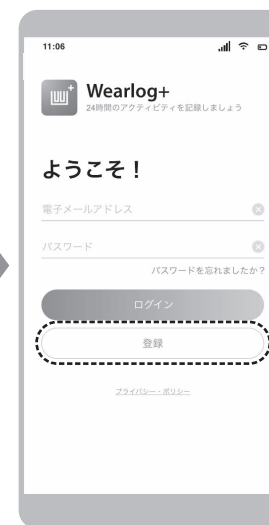 11:06
Wearlog+
24時間のアクティビティを記録しましょう
ようこそ！
電子メールアドレス
パスワード
パスワードを忘れましたか?
ログイン
登録
プライバシー・ポリシー